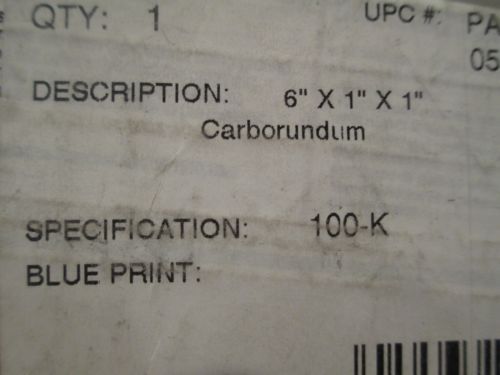 QTY: 1 UPC #: PA
05
DESCRIPTION: 6" X 1" X 1"
Carborundum
SPECIFICATION: 100-K
BLUE PRINT: